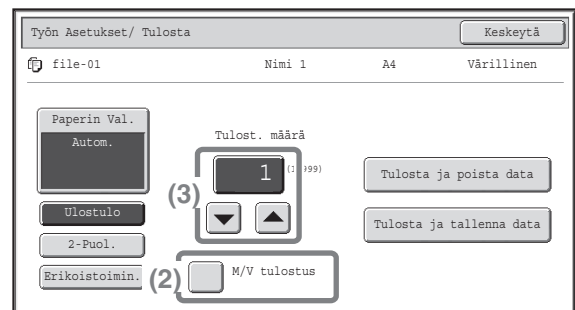 Työn Asetukset/ Tulosta
Keskeytä
file-01 Nimi 1 A4 Värillinen
Paperin Val.
Autom.
Tulost. määrä
(3)
1
Tulosta ja poista data
Ulostulo
Tulosta ja tallenna data
2-Puol.
Erikoistoimin.
(2)
M/V tulostus